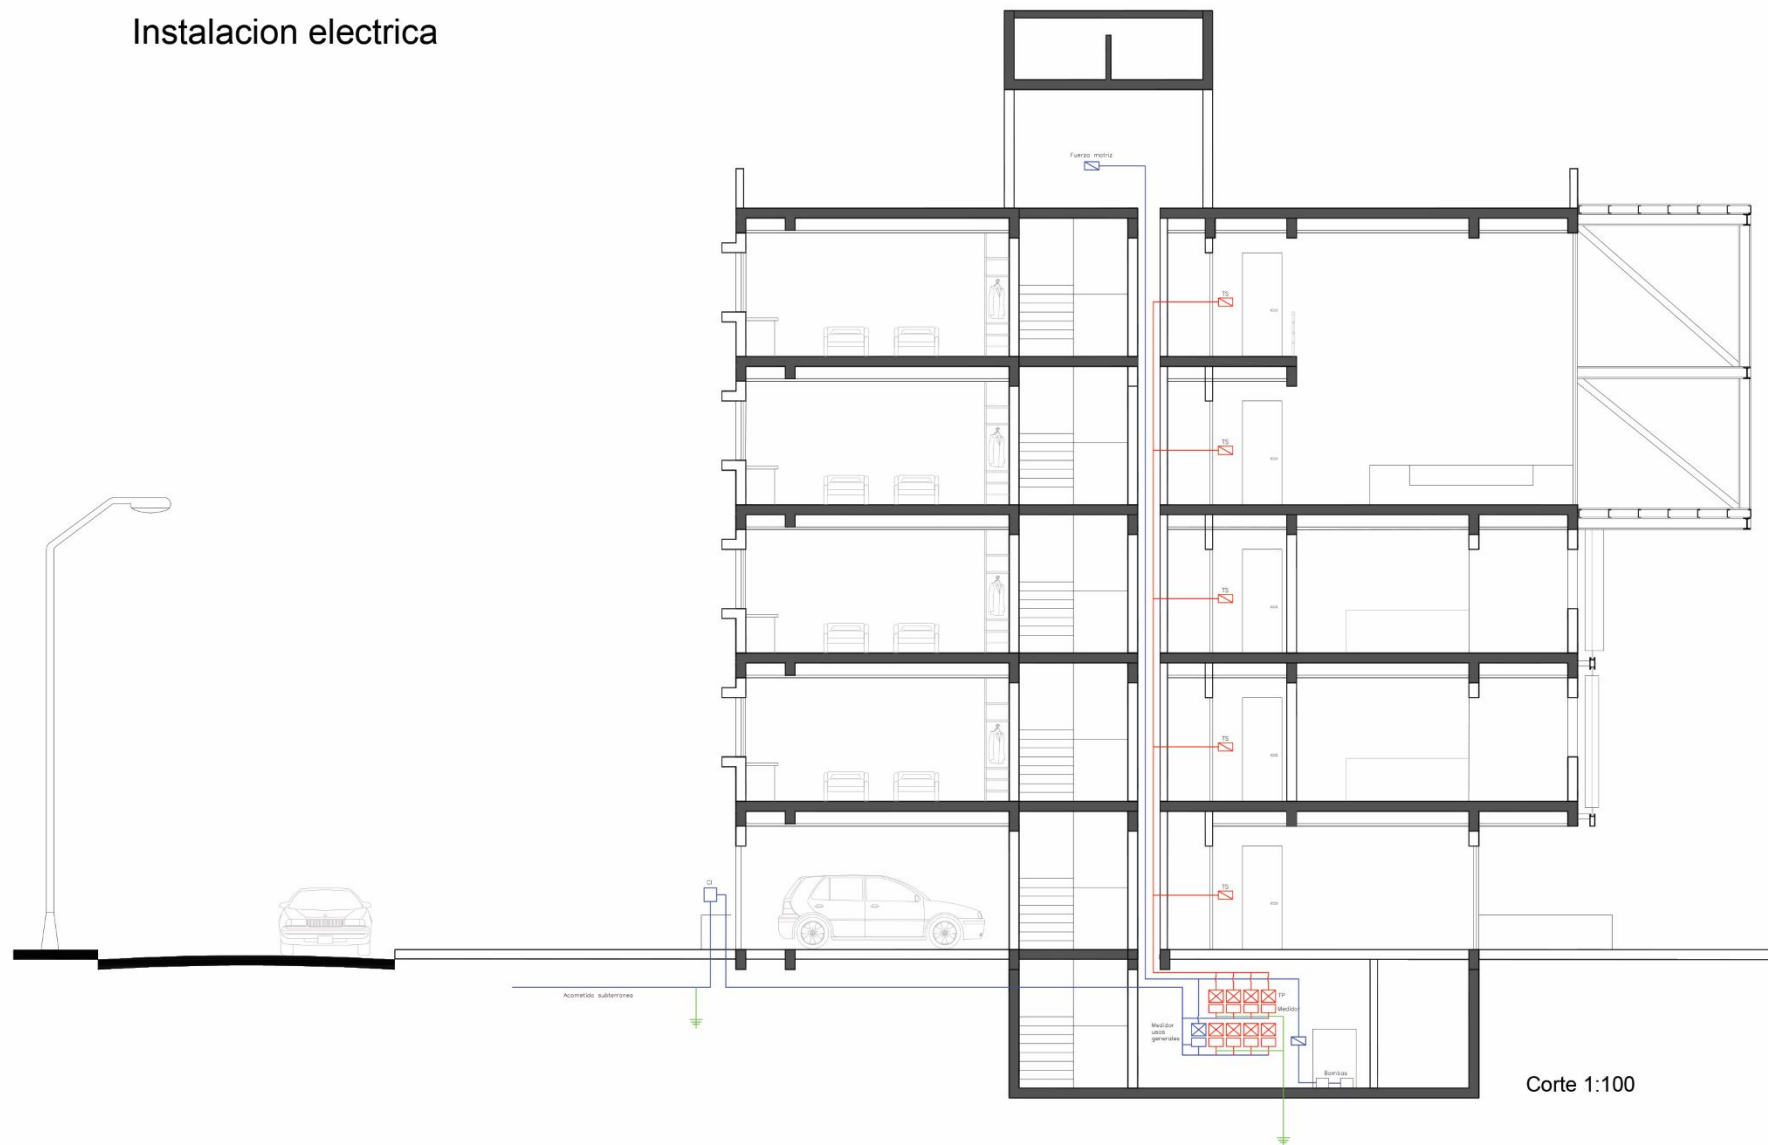 Instalacion electrica
Fuerza motriz
TS
TS
TS
TS
CI
TS
Acometida subterranea
TP
Medidor
Medidor
usos
generales
Bombas
Corte 1:100